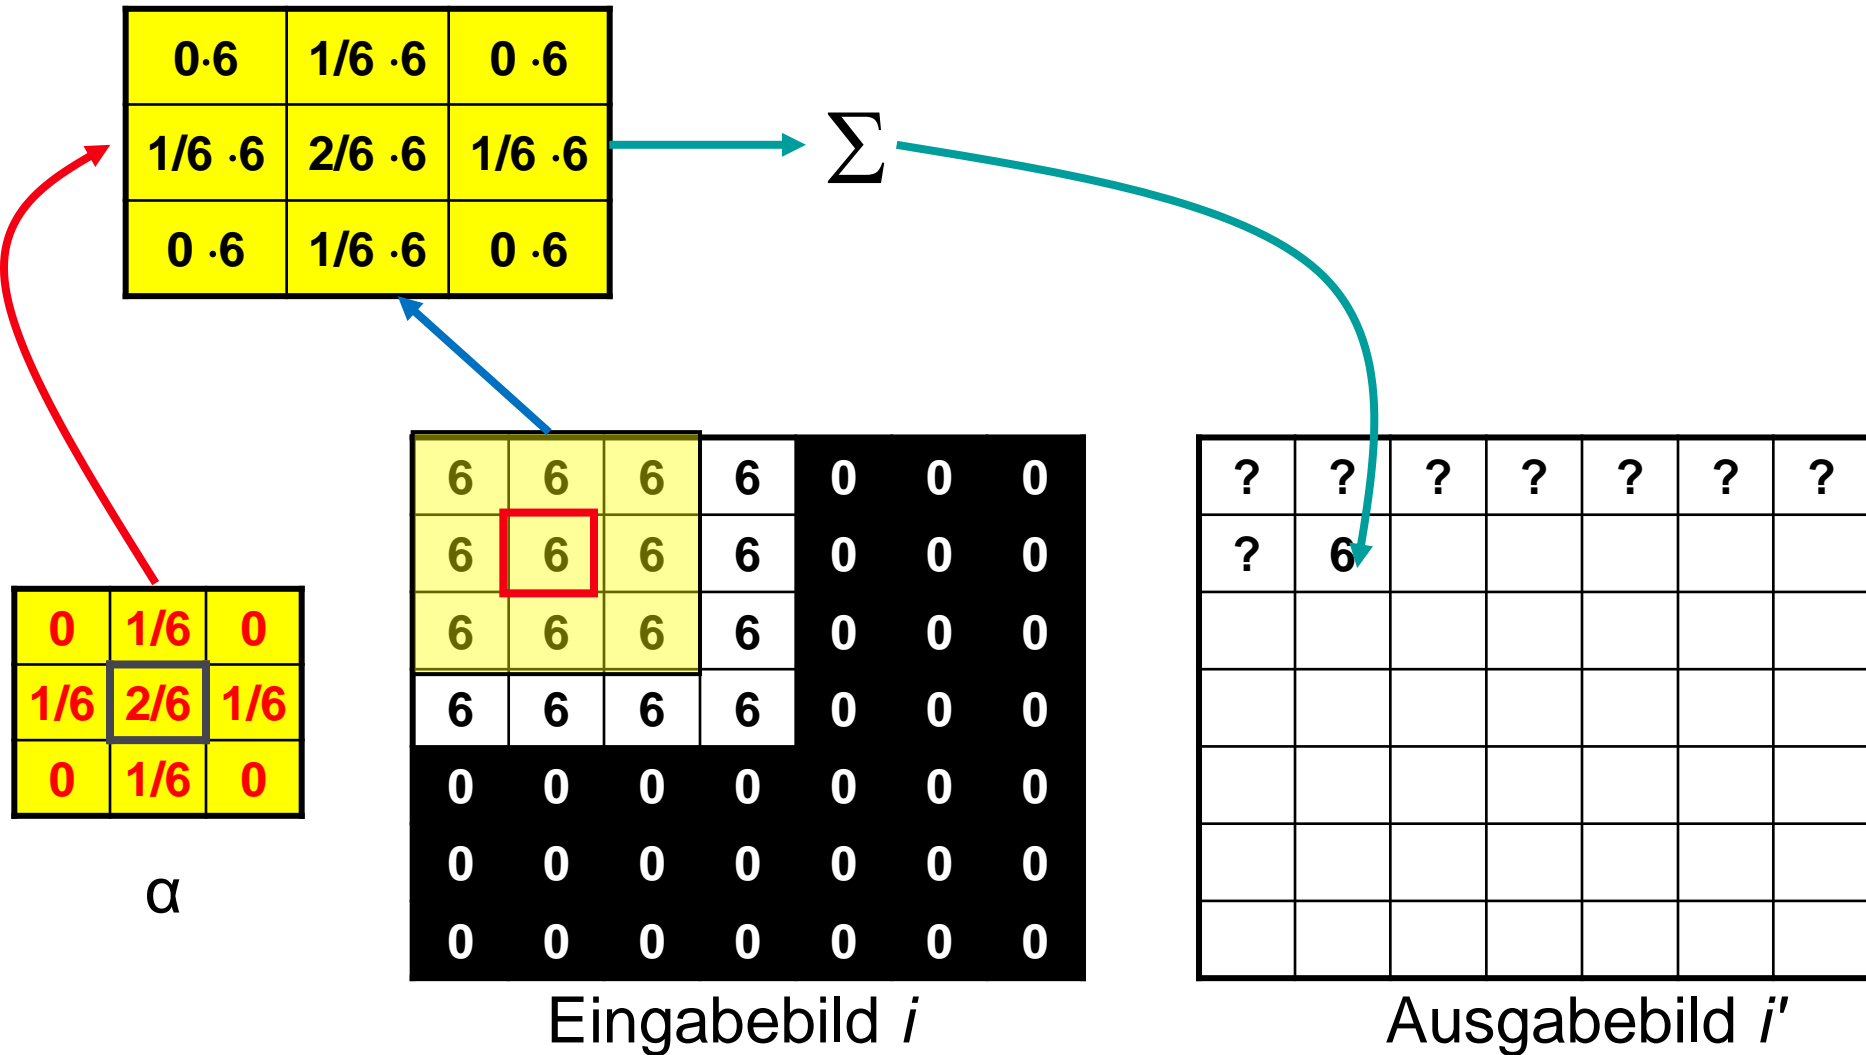 0·6 1/6 ·6 0 ·6
1/6 ·6 2/6 ·6 1/6 ·6
0 ·6 1/6 ·6 0 ·6
∑
0 1/6 0
1/6 2/6 1/6
0 1/6 0
α
6 6 6 6 0 0 0
6 6 6 6 0 0 0
6 6 6 6 0 0 0
6 6 6 6 0 0 0
0 0 0 0 0 0 0
0 0 0 0 0 0 0
0 0 0 0 0 0 0
Eingabebild i
? ? ? ? ? ? ?
? 6
Ausgabebild i'